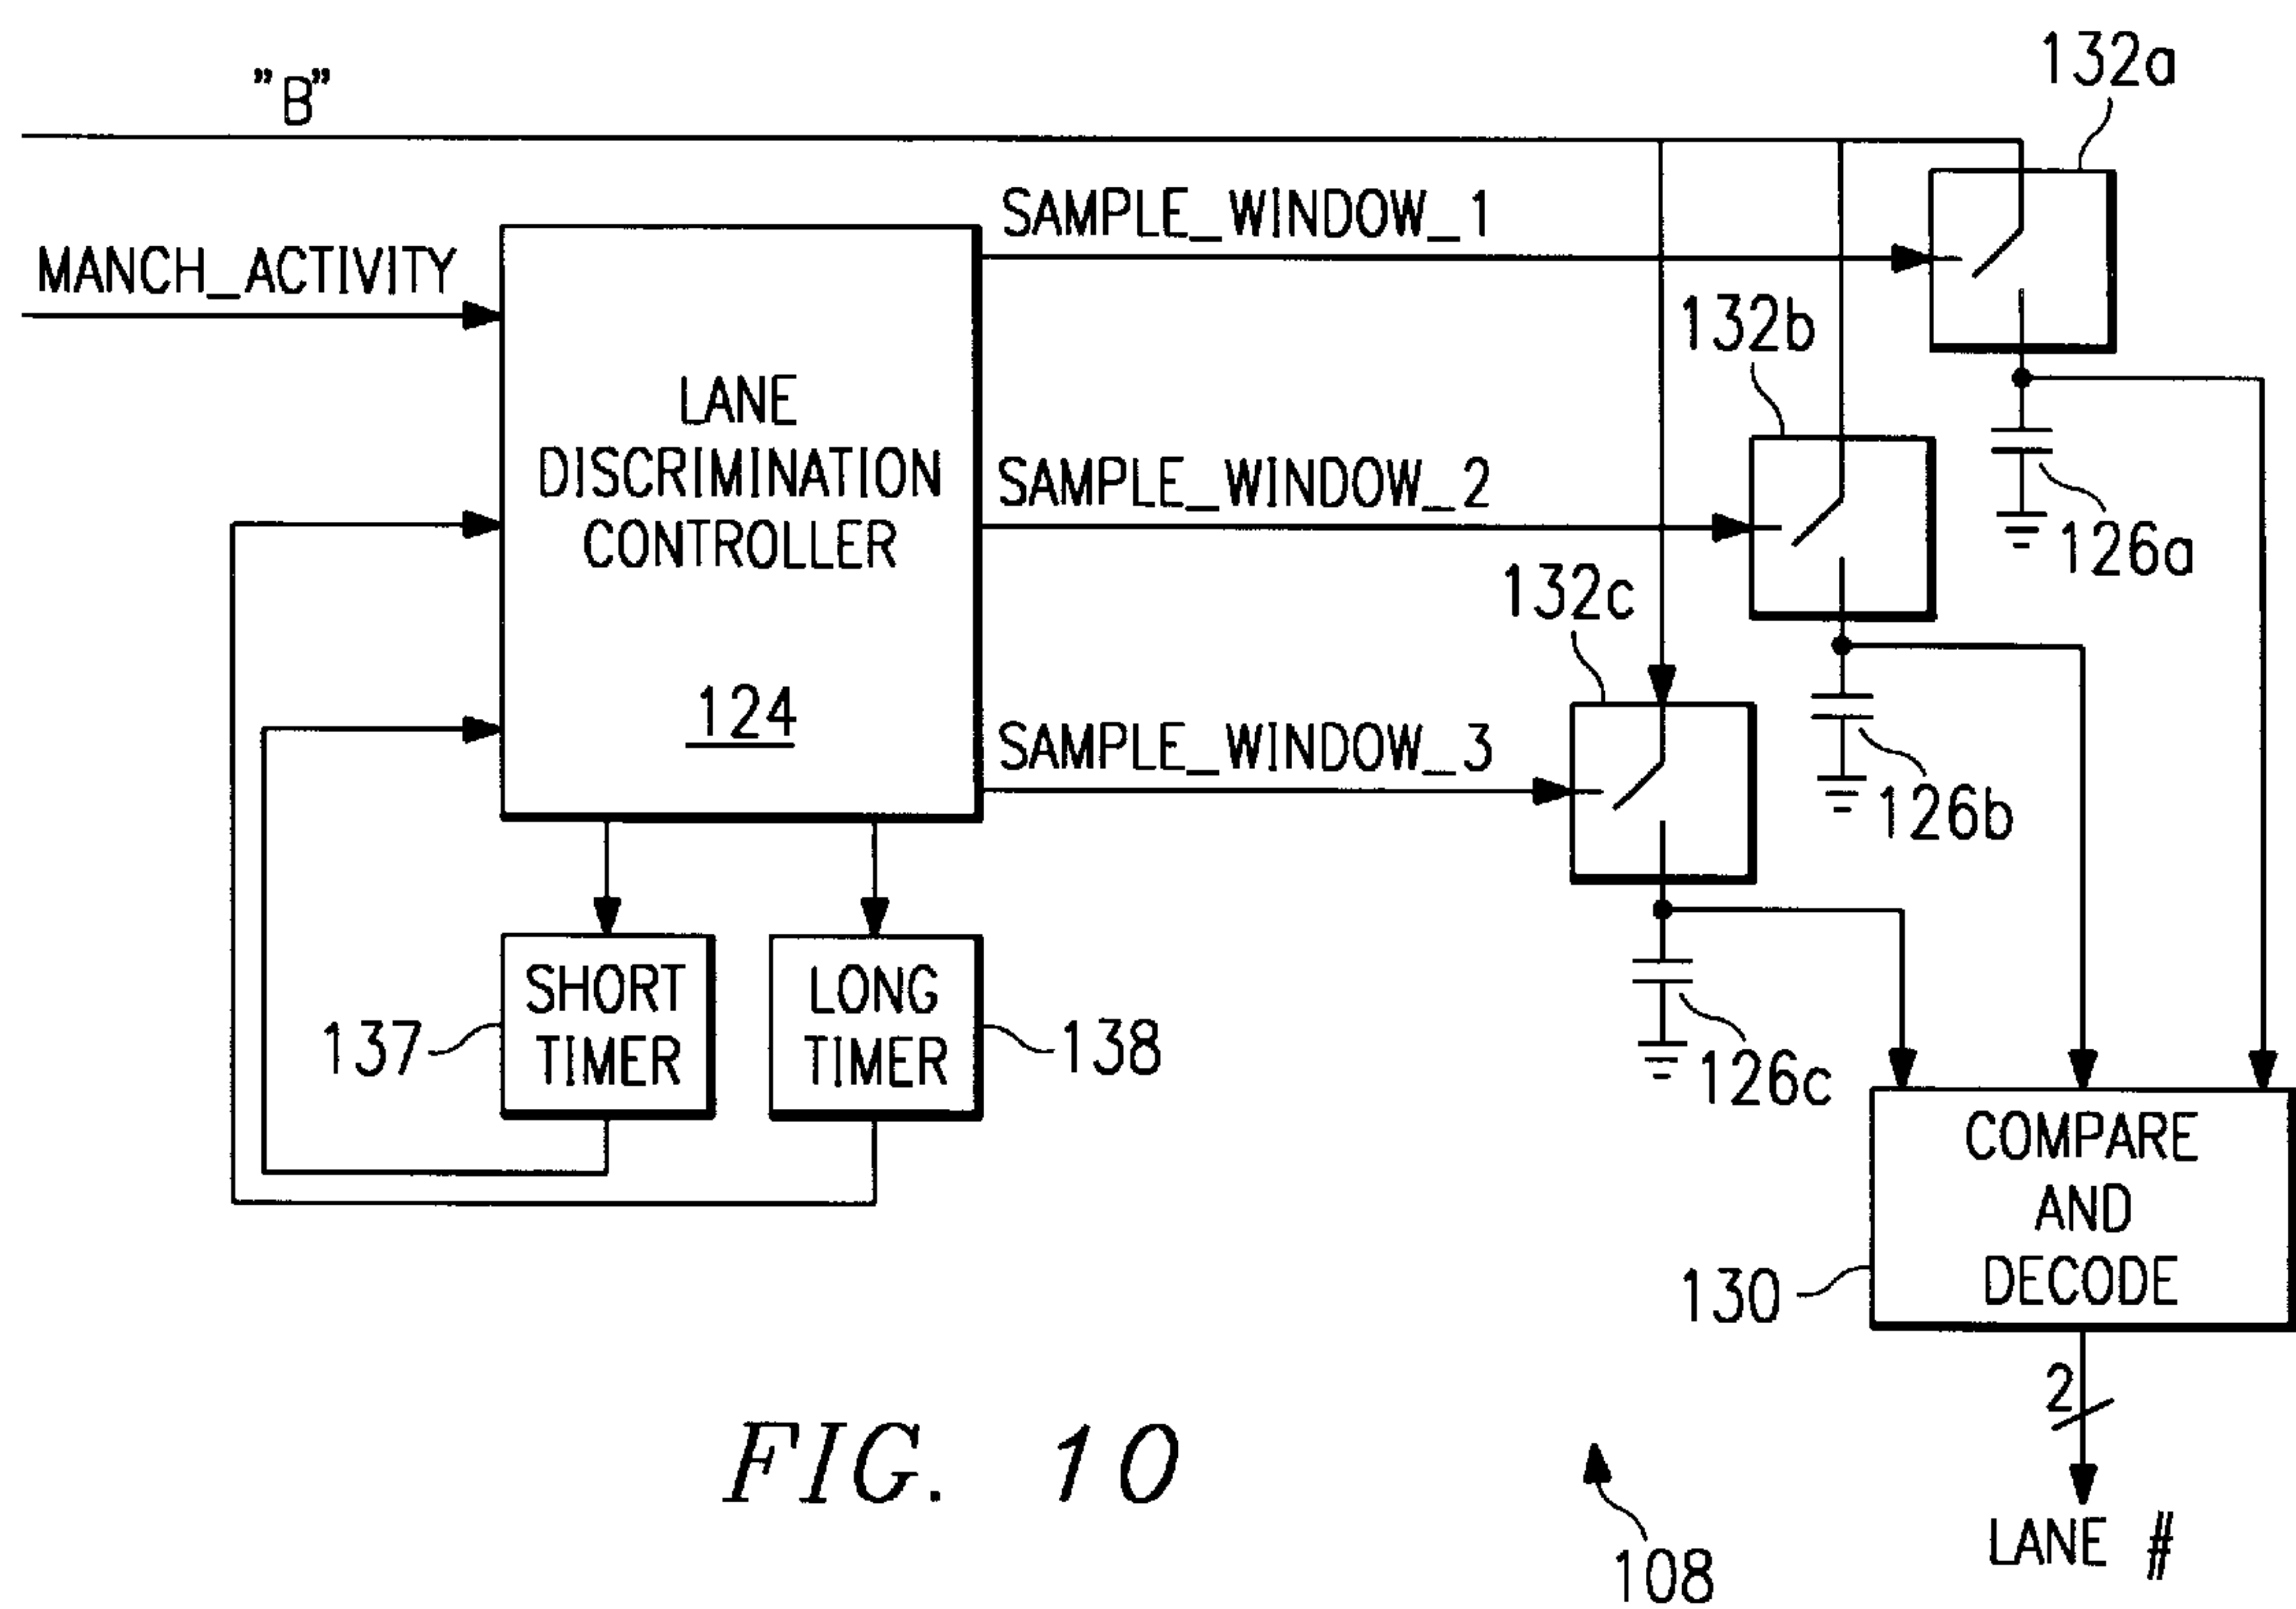 "B"
132a
MANCH_ACTIVITY
SAMPLE_WINDOW_1
132b
LANE
DISCRIMINATION
CONTROLLER
124
SAMPLE_WINDOW_2
126a
132c
SAMPLE_WINDOW_3
126b
SHORT
TIMER
137
LONG
TIMER
138
126c
COMPARE
AND
DECODE
130
2
LANE #
FIG. 10
108